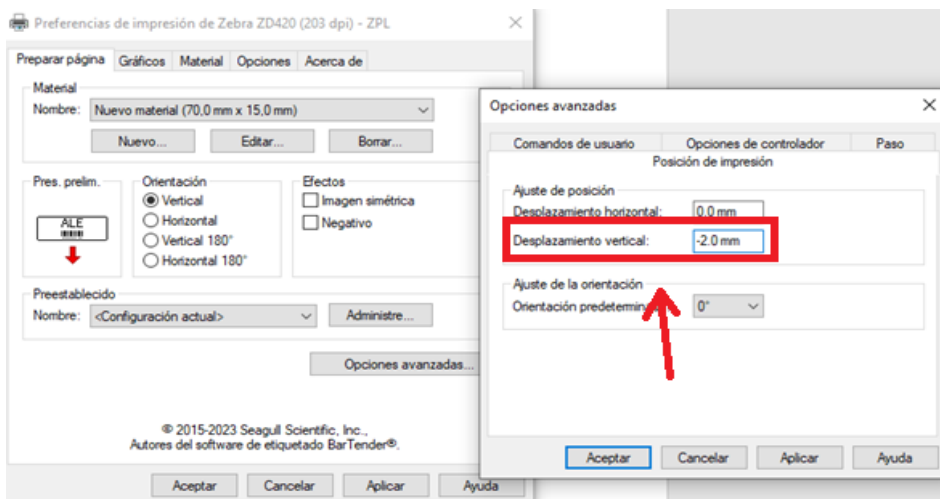 Preferencias de impresión de Zebra ZD420 (203 dpi) - ZPL
Preparar página Gráficos Material Opciones Acerca de
Material
Nombre: Nuevo material (70,0 mm x 15,0 mm)
Nuevo... Editar... Borrar...
Pres. prelim.
ALE
Orientación
Vertical
Horizontal
Vertical 180°
Horizontal 180°
Efectos
Imagen simétrica
Negativo
Preestablecido
Nombre: <Configuración actual>
Administre...
Opciones avanzadas...
© 2015-2023 Seagull Scientific, Inc.,
Autores del software de etiquetado BarTender®.
Aceptar Cancelar Aplicar Ayuda
Opciones avanzadas
Comandos de usuario Opciones de controlador Paso
Posición de impresión
Ajuste de posición
Desplazamiento horizontal: 0.0 mm
Desplazamiento vertical: -2.0 mm
Ajuste de la orientación
Orientación 0°
Aceptar Cancelar Aplicar Ayuda